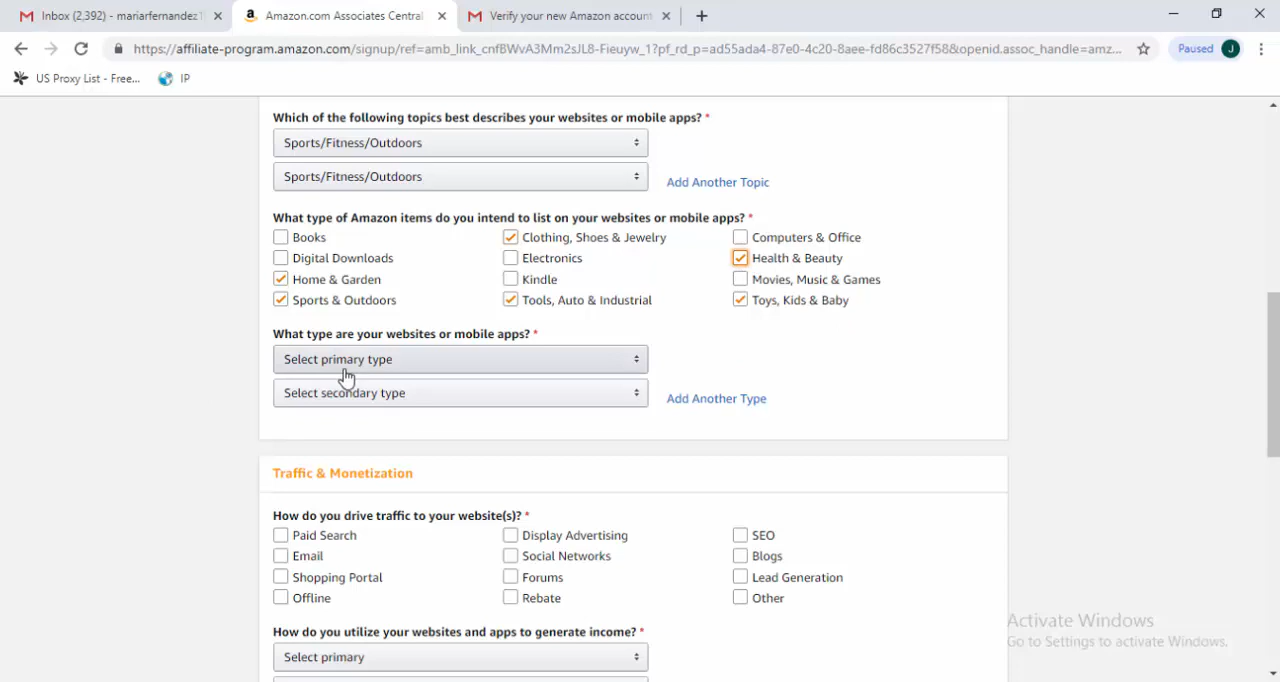 Inbox (2,392) - mariarfernandez1
Amazon.com Associates Central
Verify your new Amazon account
https://affiliate-program.amazon.com/signup/ref=amb_link_cnfBWvA3Mm2sJL8-Fieuyw_1?pf_rd_p=ad55ada4-87e0-4c20-8aee-fd86c3527f58&openid.assoc_handle=amz...
Paused J
US Proxy List - Free...
IP
Which of the following topics best describes your websites or mobile apps? *
Sports/Fitness/Outdoors
Sports/Fitness/Outdoors
Add Another Topic
What type of Amazon items do you intend to list on your websites or mobile apps? *
Books Clothing, Shoes & Jewelry Computers & Office
Digital Downloads Electronics Health & Beauty
Home & Garden Kindle Movies, Music & Games
Sports & Outdoors Tools, Auto & Industrial Toys, Kids & Baby
What type are your websites or mobile apps? *
Select primary type
Select secondary type
Add Another Type
Traffic & Monetization
How do you drive traffic to your website(s)? *
Paid Search Display Advertising SEO
Email Social Networks Blogs
Shopping Portal Forums Lead Generation
Offline Rebate Other
How do you utilize your websites and apps to generate income? *
Select primary
Activate Windows
Go to Settings to activate Windows.